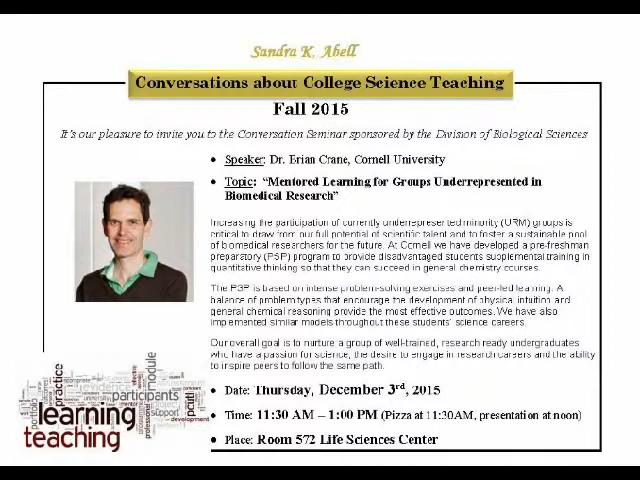 Sandra K. Abell
Conversations about College Science Teaching
Fall 2015
It's our pleasure to invite you to the Conversation Seminar sponsored by the Division of Biological Sciences
• Speaker: Dr. Brian Crane, Cornell University
• Topic: "Mentored Learning for Groups Underrepresented in
Biomedical Research"
Increasing the participation of currently underrepresented minority (URM) groups is
critical to draw from our full potential of scientific talent and to foster a sustainable pool
of biomedical researchers for the future. At Cornell we have developed a pre-freshman
preparatory (PSP) program to provide disadvantaged students supplemental training in
quantitative thinking so that they can succeed in general chemistry courses.
The PSP is based on intense problem-solving exercises and peer-led learning. A
balance of problem types that encourage the development of physical intuition and
general chemical reasoning provide the most effective outcomes. We have also
implemented similar models throughout these students' science careers.
Our overall goal is to nurture a group of well-trained, research ready undergraduates
who have a passion for science, the desire to engage in research careers and the ability
to inspire peers to follow the same path.
• Date: Thursday, December 3rd, 2015
• Time: 11:30 AM – 1:00 PM (Pizza at 11:30AM, presentation at noon)
• Place: Room 572 Life Sciences Center
practice
module
evidence
participants
portfolio
learning
support
professional
development
teaching